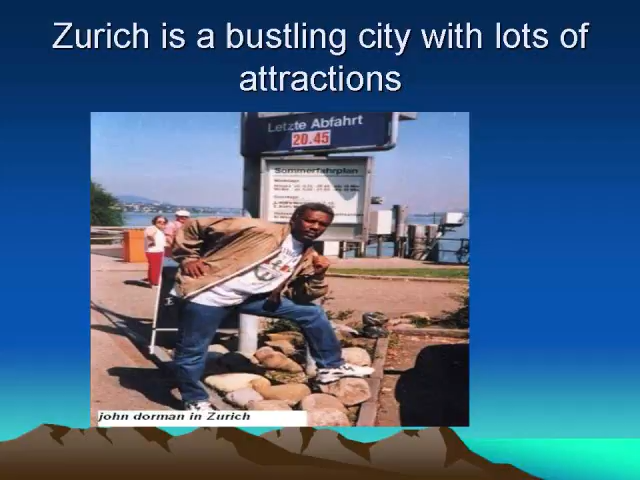 Zurich is a bustling city with lots of
attractions
Letzte Abfahrt
20.45
Sommerfahrplan
john dorman in Zurich